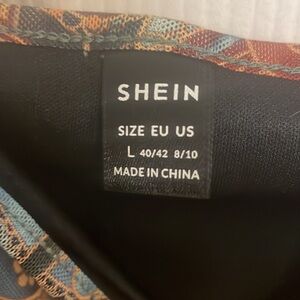 SHEIN
SIZE EU US
L 40/42 8/10
MADE IN CHINA